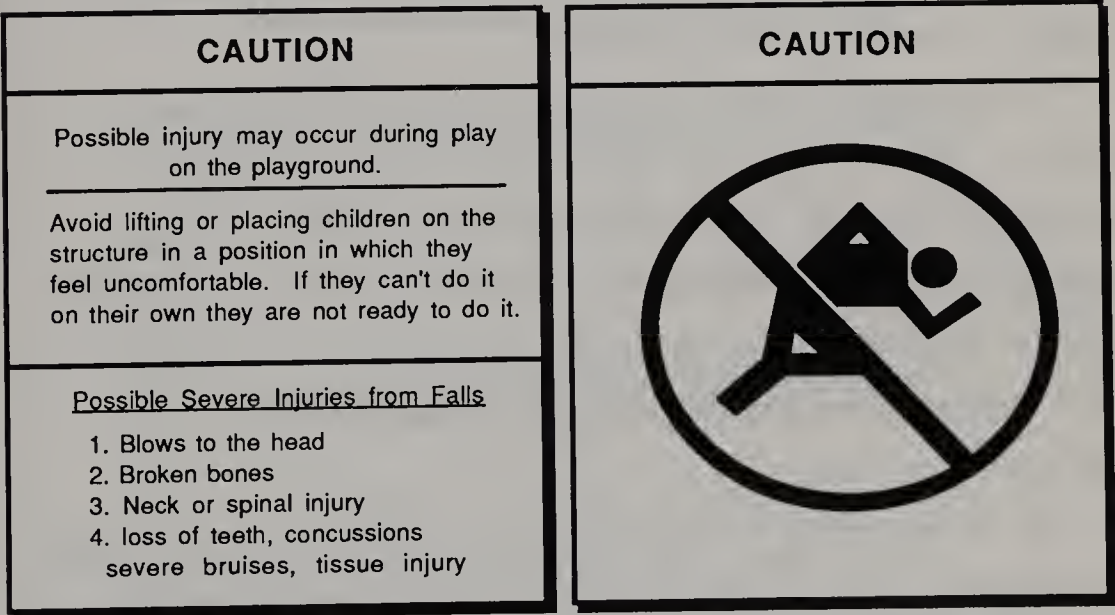 CAUTION
Possible injury may occur during play
on the playground.
Avoid lifting or placing children on the
structure in a position in which they
feel uncomfortable. If they can't do it
on their own they are not ready to do it.
Possible Severe Injuries from Falls
1. Blows to the head
2. Broken bones
3. Neck or spinal injury
4. loss of teeth, concussions
severe bruises, tissue injury
CAUTION